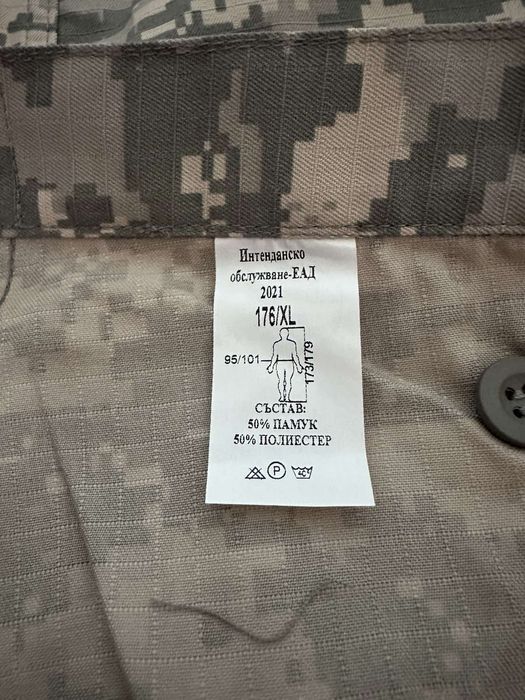 Интенданско
обслужване-ЕАД
2021
176/XL
95/101
173/179
СЪСТАВ:
50% ПАМУК
50% ПОЛИЕСТЕР
P